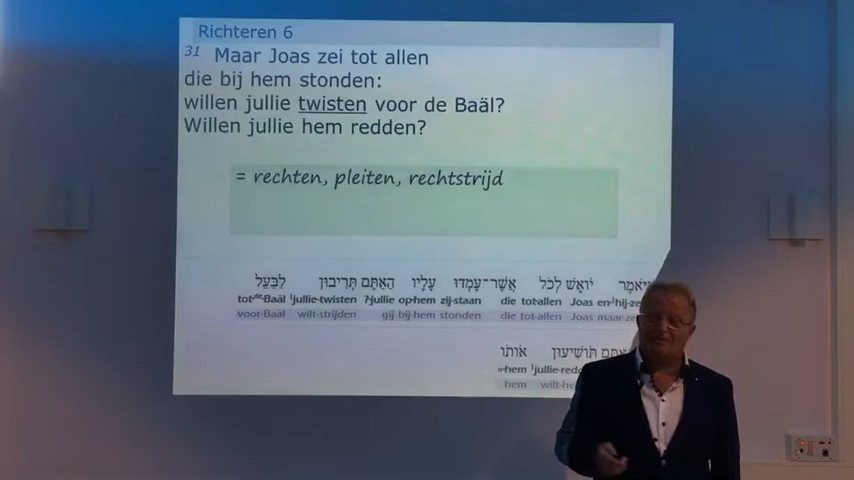 Richteren 6
31 Maar Joas zei tot allen
die bij hem stonden:
willen jullie twisten voor de Baäl?
Willen jullie hem redden?
= rechten, pleiten, rechtstrijd
וַיֹּאמֶר יוֹאָשׁ לְכֹל אֲשֶׁר־עָמְדוּ עָלָיו הַאַתֶּם תְּרִיבוּן לַבַּעַל
tot de Baäl !jullie-twisten ?jullie op-hem zij-staan die tot-allen Joas
voor-Baäl wilt-strijden gij bij-hem stonden die tot-allen Joas
תּוֹשִׁיעוּן אוֹתוֹ
hem
hem